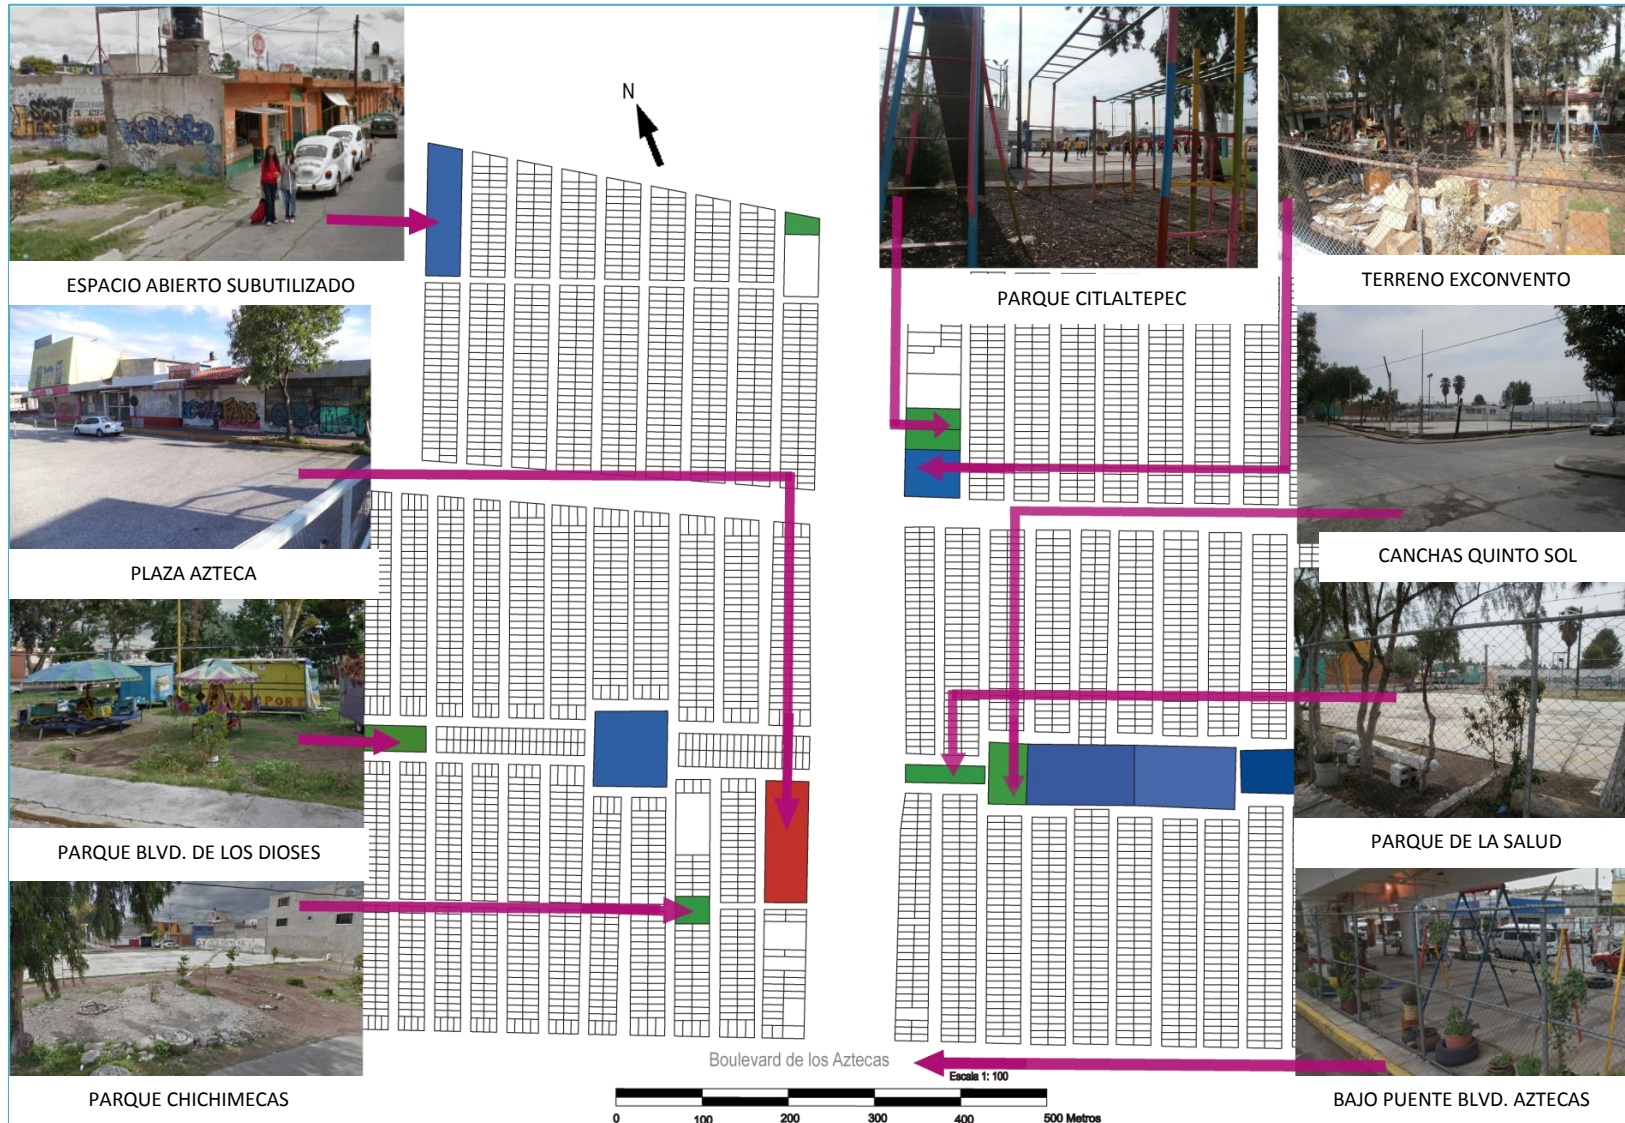 N
ESPACIO ABIERTO SUBUTILIZADO
PARQUE CITLALTEPEC
TERRENO EXCONVENTO
PLAZA AZTECA
CANCHAS QUINTO SOL
PARQUE BLVD. DE LOS DIOSES
PARQUE DE LA SALUD
PARQUE CHICHIMECAS
BAJO PUENTE BLVD. AZTECAS
Boulevard de los Aztecas
Escala 1: 100
0 100 200 300 400 500 Metros